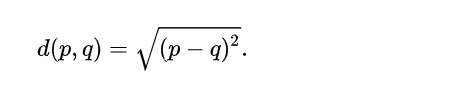 d(p, q) = √(p − q)².